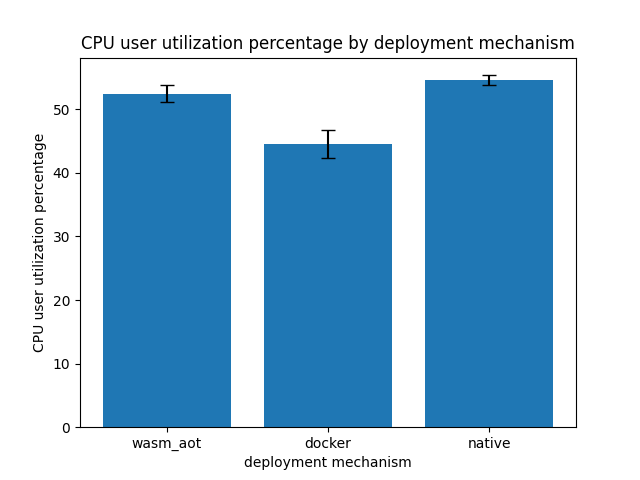 CPU user utilization percentage by deployment mechanism
CPU user utilization percentage
50
40
30
20
10
0
wasm_aot
docker
native
deployment mechanism